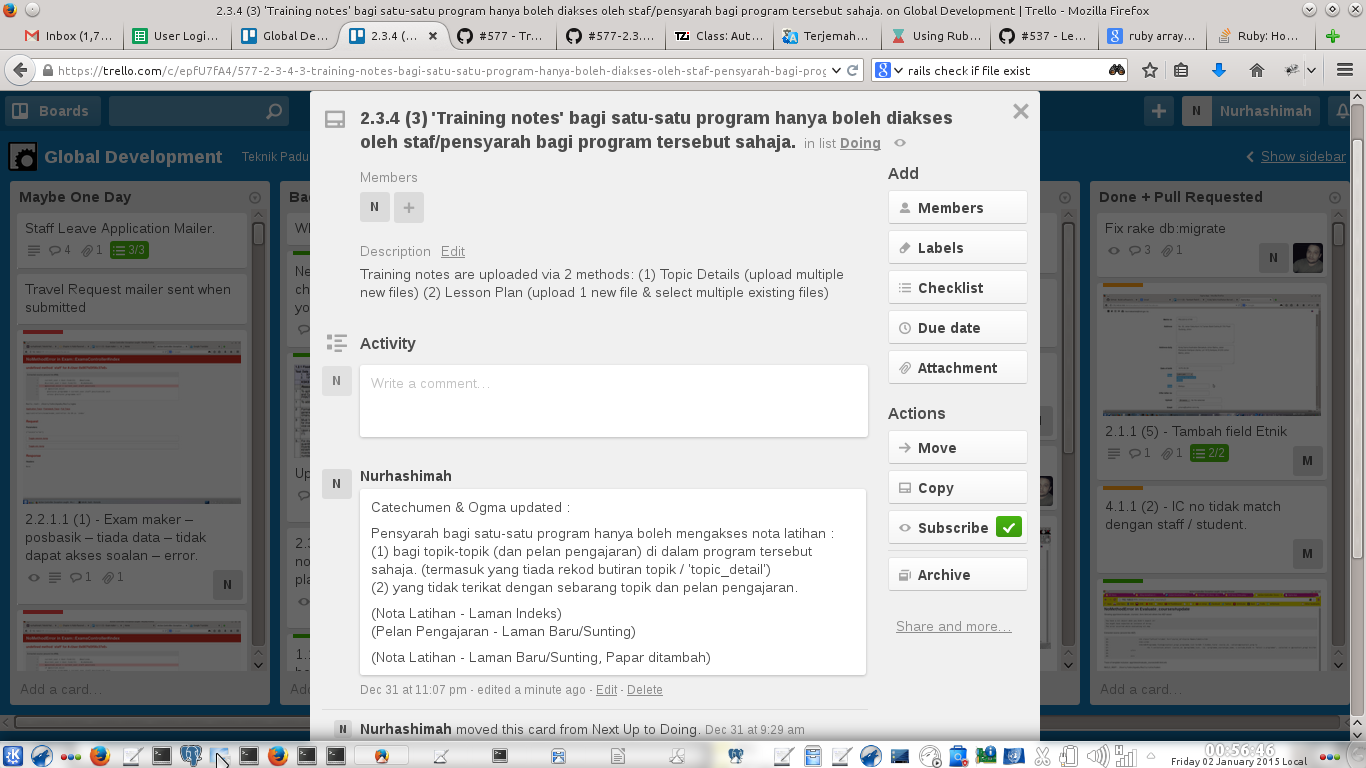 2.3.4 (3) 'Training notes' bagi satu-satu program hanya boleh diakses oleh staf/pensyarah bagi program tersebut sahaja. on Global Development | Trello - Mozilla Firefox
Inbox (1,7...
User Logi...
Global De...
2.3.4 (...
#577 - Tr...
#577-2.3....
Class: Aut...
Terjemah...
Using Rub...
#537 - Le...
ruby array...
Ruby: Ho...
https://trello.com/c/epfU7fA4/577-2-3-4-3-training-notes-bagi-satu-satu-program-hanya-boleh-diakses-oleh-staf-pensyarah-bagi-prog
rails check if file exist
Boards
N Nurhashimah
Global Development
Teknik Padu
Show sidebar
Maybe One Day
Staff Leave Application Mailer.
4 1 3/3
Travel Request mailer sent when
submitted
2.2.1.1 (1) - Exam maker –
posbasik – tiada data – tidak
dapat akses soalan – error.
1 1
N
Add a card...
2.3.4 (3) 'Training notes' bagi satu-satu program hanya boleh diakses
oleh staf/pensyarah bagi program tersebut sahaja. in list Doing
Members
N +
Description Edit
Training notes are uploaded via 2 methods: (1) Topic Details (upload multiple
new files) (2) Lesson Plan (upload 1 new file & select multiple existing files)
Activity
N
Write a comment...
N
Nurhashimah
Catechumen & Ogma updated :
Pensyarah bagi satu-satu program hanya boleh mengakses nota latihan :
(1) bagi topik-topik (dan pelan pengajaran) di dalam program tersebut
sahaja. (termasuk yang tiada rekod butiran topik / 'topic_detail')
(2) yang tidak terikat dengan sebarang topik dan pelan pengajaran.
(Nota Latihan - Laman Indeks)
(Pelan Pengajaran - Laman Baru/Sunting)
(Nota Latihan - Laman Baru/Sunting, Papar ditambah)
Dec 31 at 11:07 pm - edited a minute ago - Edit - Delete
N Nurhashimah moved this card from Next Up to Doing. Dec 31 at 9:29 am
Add
Members
Labels
Checklist
Due date
Attachment
Actions
Move
Copy
Subscribe
Archive
Share and more...
Done + Pull Requested
Fix rake db:migrate
3 1
N
2.1.1 (5) - Tambah field Etnik
1 1 2/2
M
4.1.1 (2) - IC no tidak match
dengan staff / student.
M
Add a card...
00:56:46
Friday 02 January 2015 Local